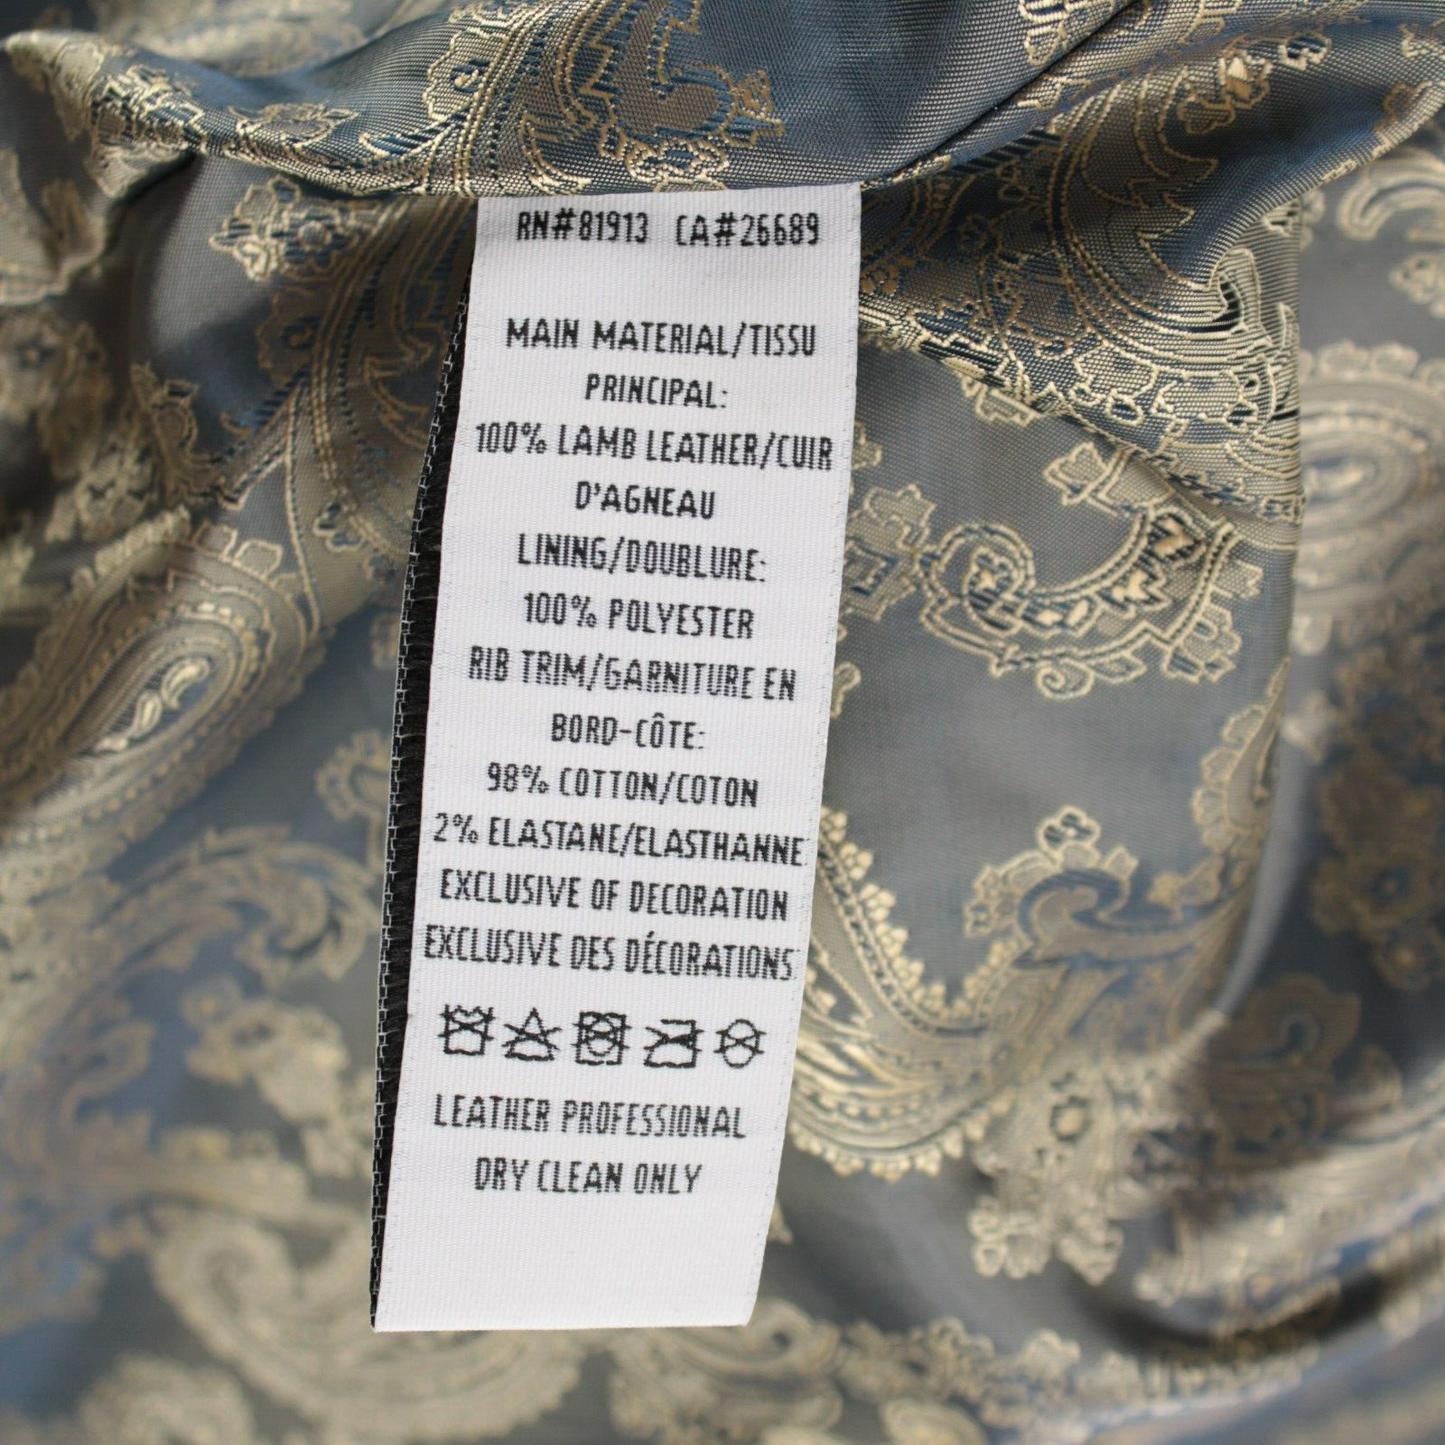 RN#81913 CA#26689
MAIN MATERIAL/TISSU
PRINCIPAL:
100% LAMB LEATHER/CUIR
D'AGNEAU
LINING/DOUBLURE:
100% POLYESTER
RIB TRIM/GARNITURE EN
BORD-CÔTE:
98% COTTON/COTON
2% ELASTANE/ELASTHANNE
EXCLUSIVE OF DECORATION
EXCLUSIVE DES DÉCORATIONS
LEATHER PROFESSIONAL
DRY CLEAN ONLY